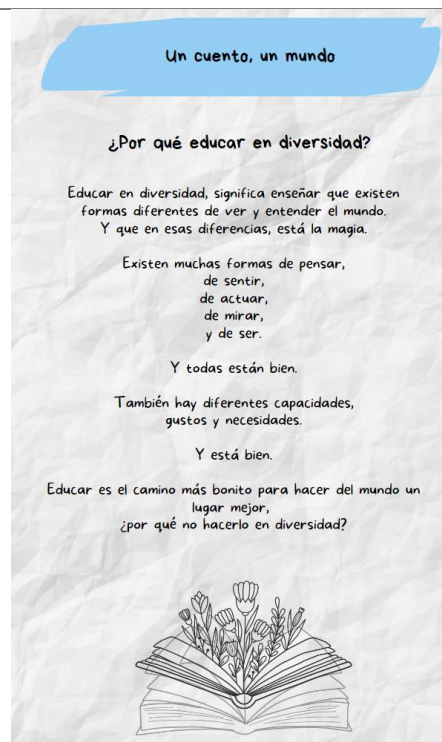 Un cuento, un mundo
¿Por qué educar en diversidad?
Educar en diversidad, significa enseñar que existen
formas diferentes de ver y entender el mundo.
Y que en esas diferencias, está la magia.
Existen muchas formas de pensar,
de sentir,
de actuar,
de mirar,
y de ser.
Y todas están bien.
También hay diferentes capacidades,
gustos y necesidades.
Y está bien.
Educar es el camino más bonito para hacer del mundo un
lugar mejor,
¿por qué no hacerlo en diversidad?